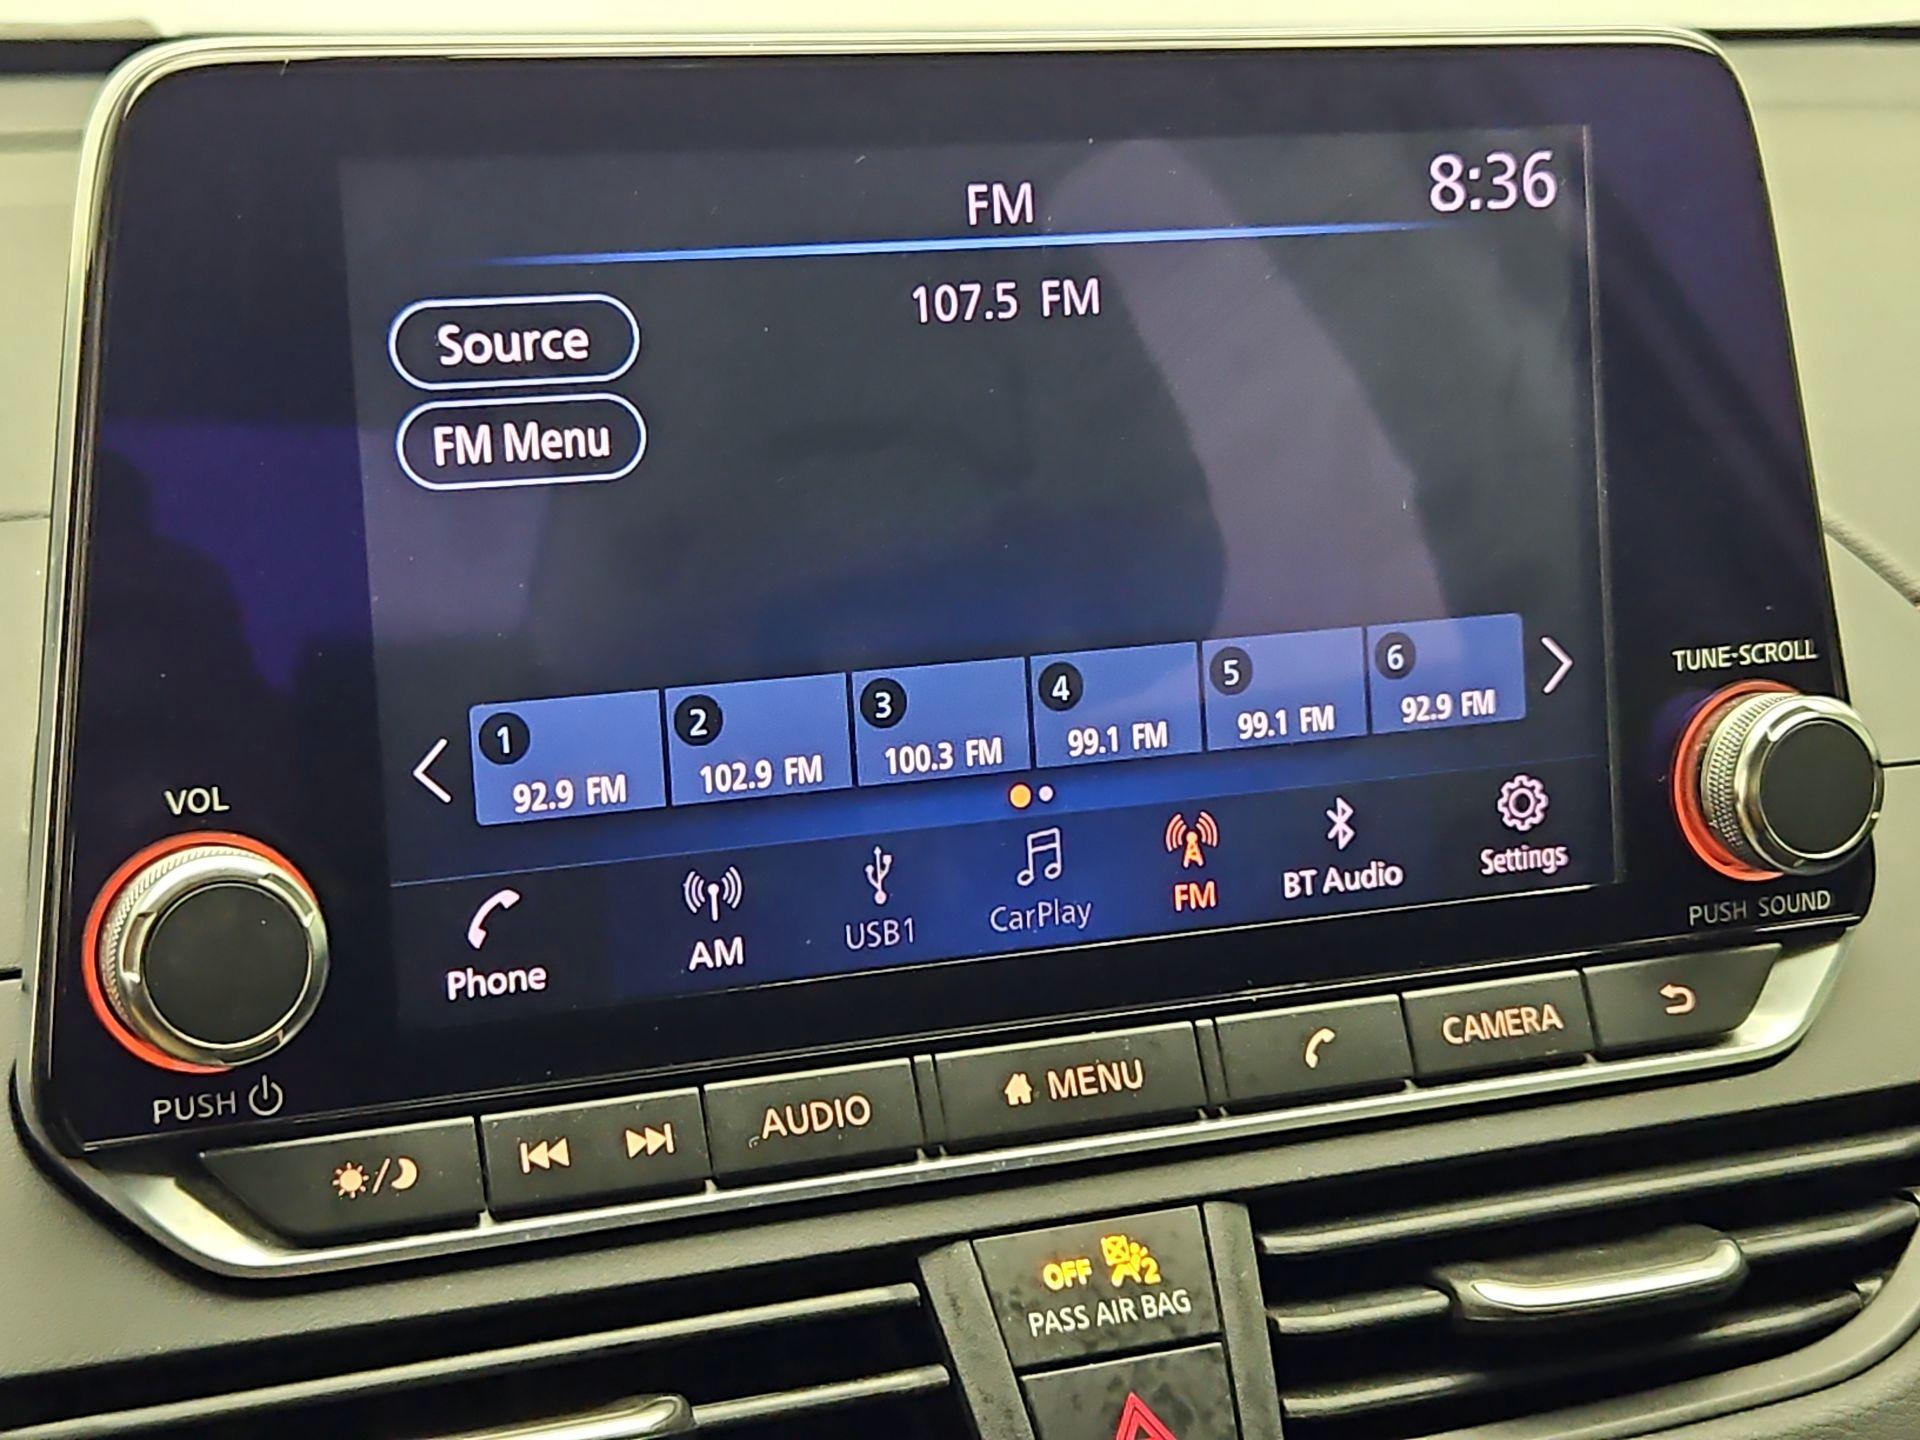 FM
8:36
107.5 FM
Source
FM Menu
1
92.9 FM
2
102.9 FM
3
100.3 FM
4
99.1 FM
5
99.1 FM
6
92.9 FM
Phone
AM
USB1
CarPlay
FM
BT Audio
Settings
VOL
PUSH
TUNE·SCROLL
PUSH SOUND
AUDIO
MENU
CAMERA
OFF 2
PASS AIR BAG